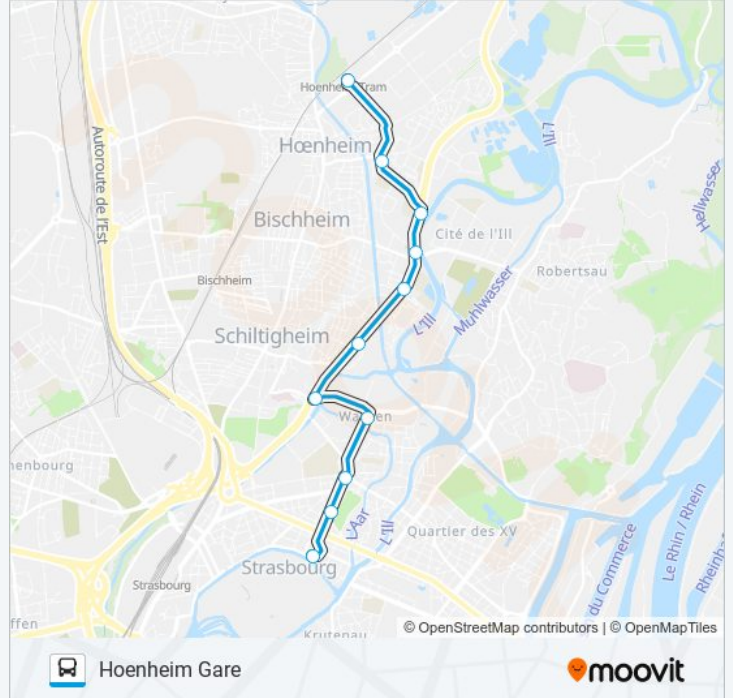 Hoenheim Tram
Hœnheim
L'Ill
Autoroute de l'Est
Hellwasser
Bischheim
Cité de l'Ill
Robertsau
Bischheim
Muhlwasser
L'Ill
Schiltigheim
Wacken
henbourg
Le Rhin / Rhein
L'Aar
L'Ill
Quartier des XV
du Commerce
Strasbourg
Strasbourg
Rheinha
ffen
Krutenau
© OpenStreetMap contributors | © OpenMapTiles
Hoenheim Gare
moovit